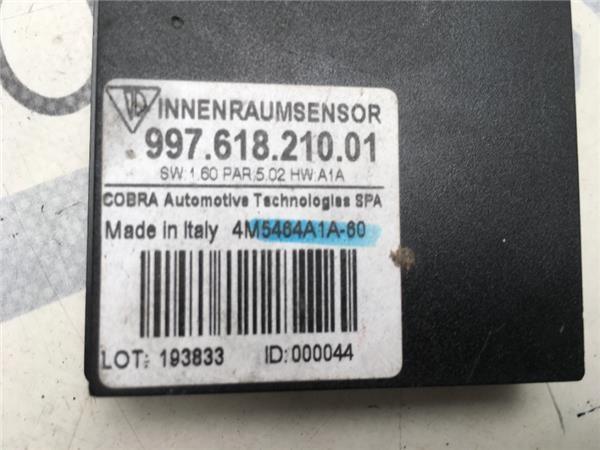 INNENRAUMSENSOR
997.618.210.01
SW:1.60 PAR:5.02 HW:A1A
COBRA Automotive Technologies SPA
Made in Italy 4M5464A1A-60
LOT: 193833 ID:000044